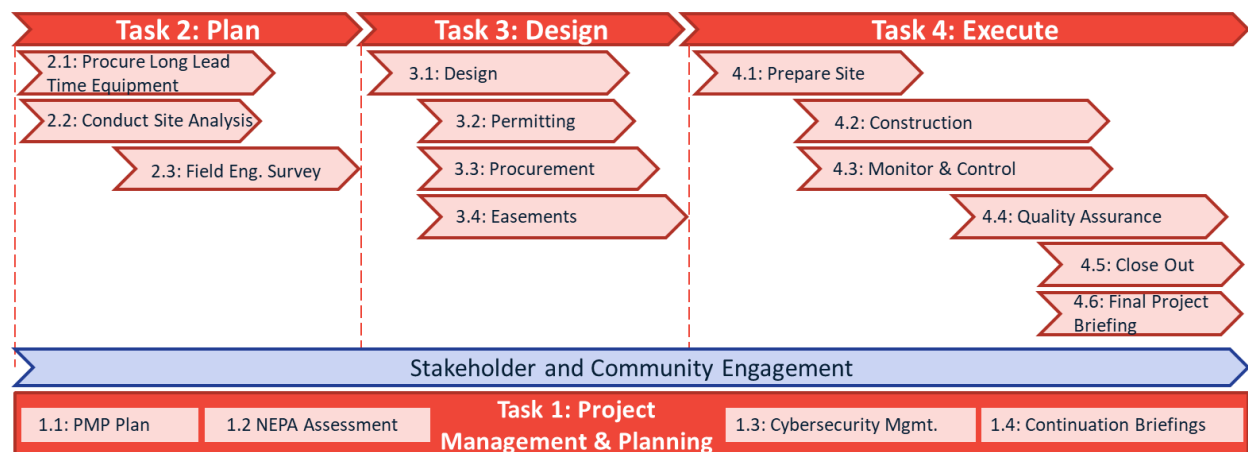 Task 2: Plan
Task 3: Design
Task 4: Execute
2.1: Procure Long Lead
Time Equipment
2.2: Conduct Site Analysis
2.3: Field Eng. Survey
3.1: Design
3.2: Permitting
3.3: Procurement
3.4: Easements
4.1: Prepare Site
4.2: Construction
4.3: Monitor & Control
4.4: Quality Assurance
4.5: Close Out
4.6: Final Project
Briefing
Stakeholder and Community Engagement
1.1: PMP Plan
1.2 NEPA Assessment
Task 1: Project
Management & Planning
1.3: Cybersecurity Mgmt.
1.4: Continuation Briefings